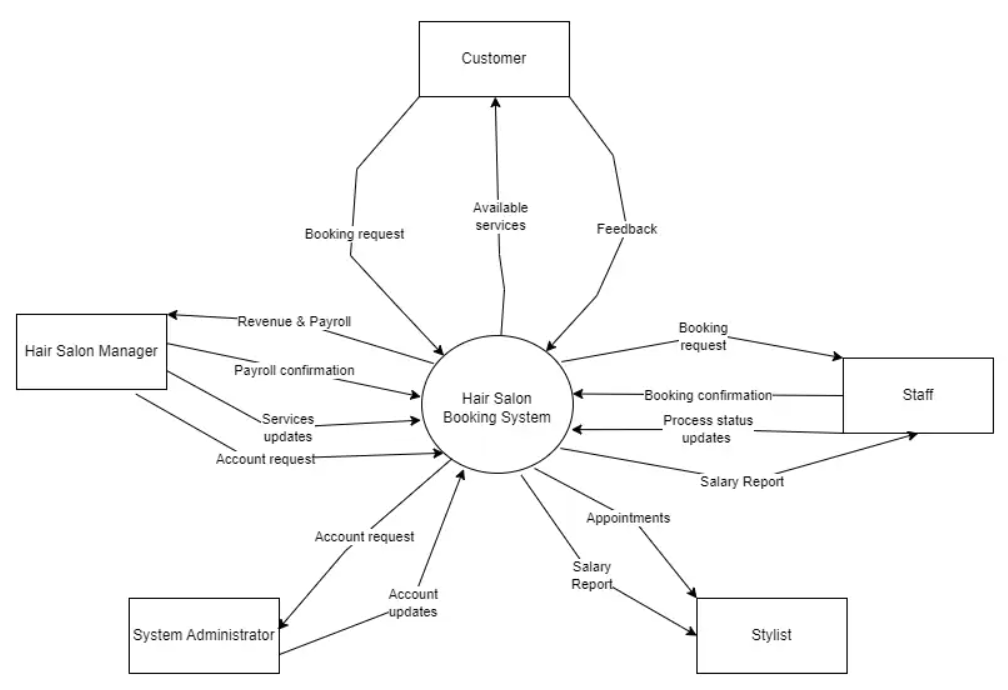 Customer
Available
services
Booking request
Feedback
Revenue & Payroll
Booking
request
Hair Salon Manager
Payroll confirmation
Hair Salon
Booking System
Booking confirmation
Staff
Services
updates
Process status
updates
Account request
Salary Report
Appointments
Account request
Salary
Report
Account
updates
System Administrator
Stylist